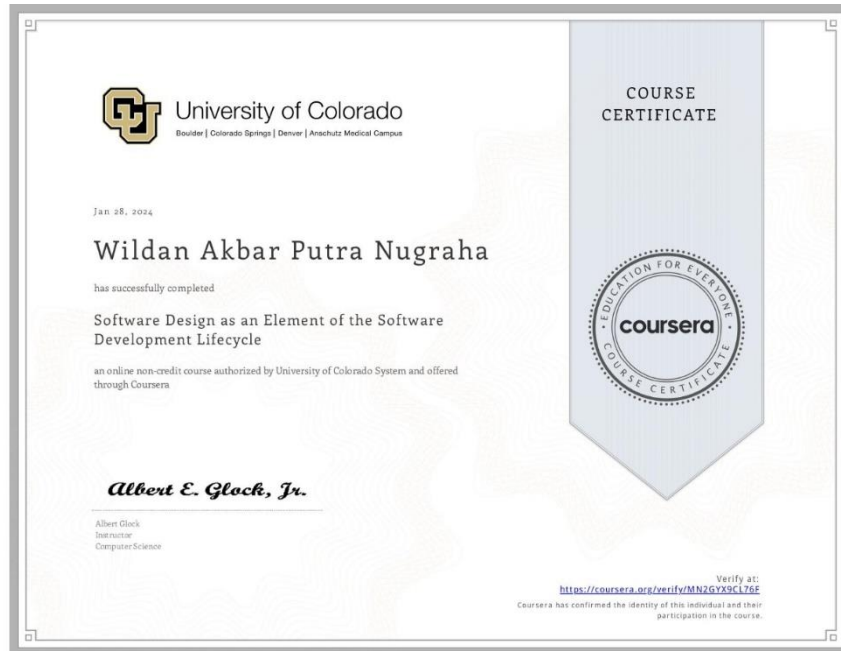 University of Colorado
Boulder | Colorado Springs | Denver | Anschutz Medical Campus
COURSE
CERTIFICATE
Jan 28, 2024
Wildan Akbar Putra Nugraha
has successfully completed
Software Design as an Element of the Software
Development Lifecycle
an online non-credit course authorized by University of Colorado System and offered
through Coursera
EDUCATION FOR EVERYONE
coursera
COURSE CERTIFICATE
Albert E. Glock, Jr.
Albert Glock
Instructor
Computer Science
Verify at:
https://coursera.org/verify/MN2GYX9CL76F
Coursera has confirmed the identity of this individual and their
participation in the course.